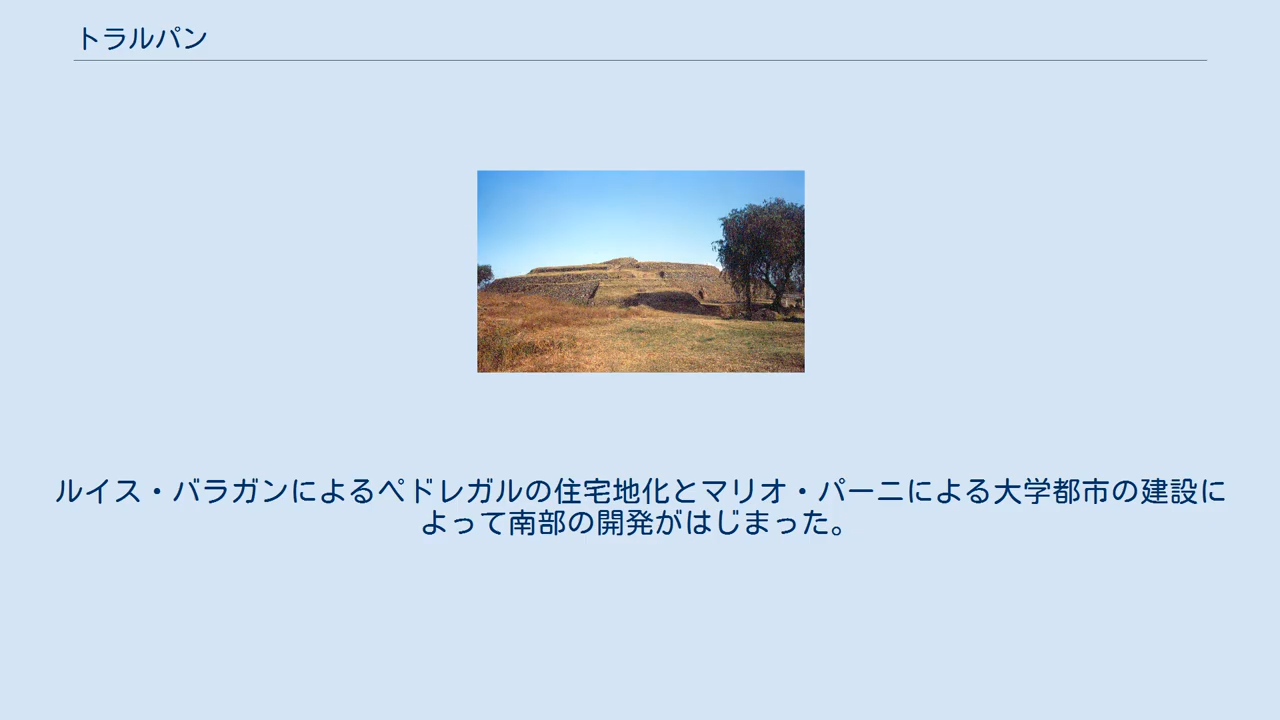 トラルパン
ルイス・バラガンによるペドレガルの住宅地化とマリオ・パーニによる大学都市の建設に
よって南部の開発がはじまった。